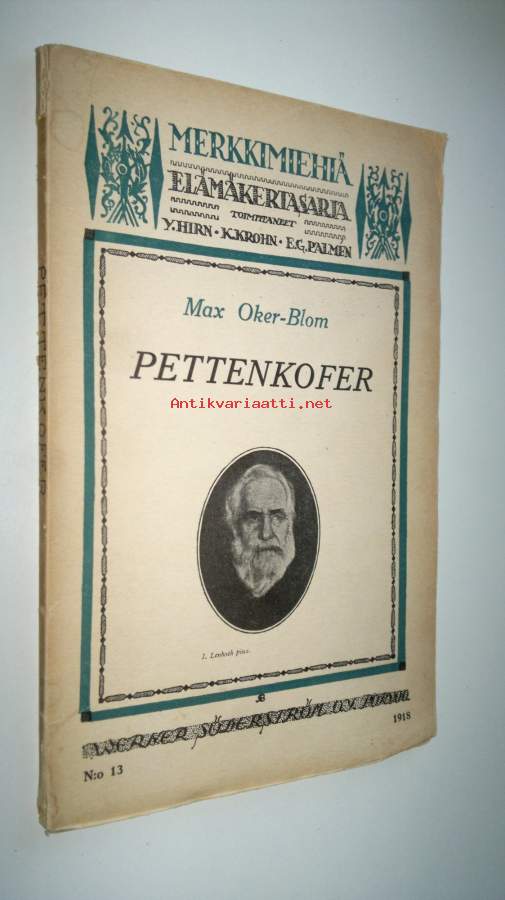 MERKKIMIEHIÄ
ELÄMÄKERTASARJA
TOIMITTANEET
Y. HIRN • K. KROHN • E. G. PALMÉN
Max Oker-Blom
PETTENKOFER
Antikvariaatti.net
L. Lenbach pinx.
WERNER SÖDERSTRÖM O.Y. PORVOO
N:o 13
1918
PETTENKOFER